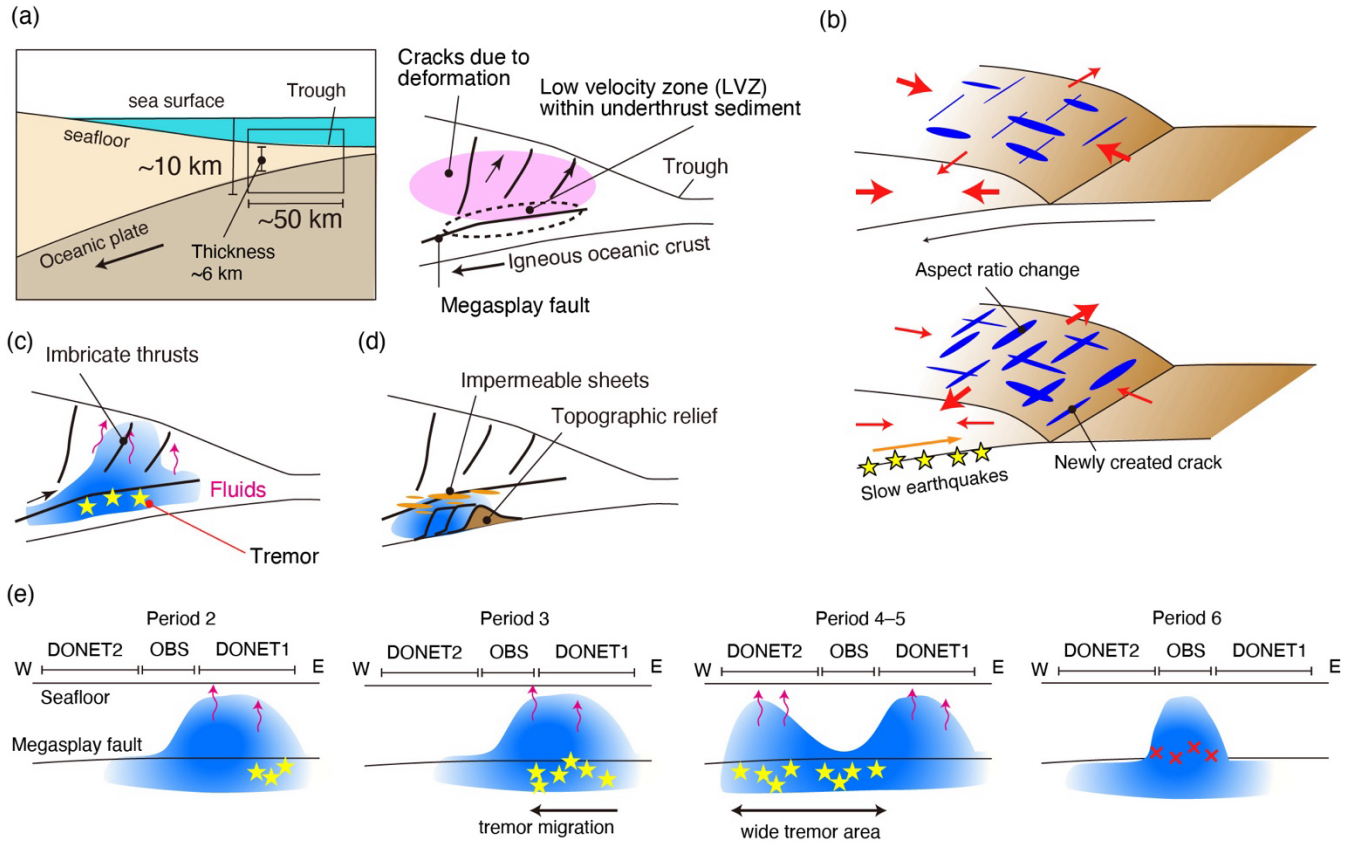 (a)
sea surface
Trough
seafloor
~10 km
~50 km
Oceanic plate
Thickness
~6 km
Cracks due to
deformation
Low velocity zone (LVZ)
within underthrust sediment
Trough
Igneous oceanic crust
Megasplay fault
(b)
Aspect ratio change
Newly created crack
Slow earthquakes
(c)
Imbricate thrusts
Fluids
Tremor
(d)
Impermeable sheets
Topographic relief
(e)
Period 2
DONET2 OBS DONET1
W E
Seafloor
Megasplay fault
Period 3
DONET2 OBS DONET1
W E
tremor migration
Period 4–5
DONET2 OBS DONET1
W E
wide tremor area
Period 6
DONET2 OBS DONET1
W E